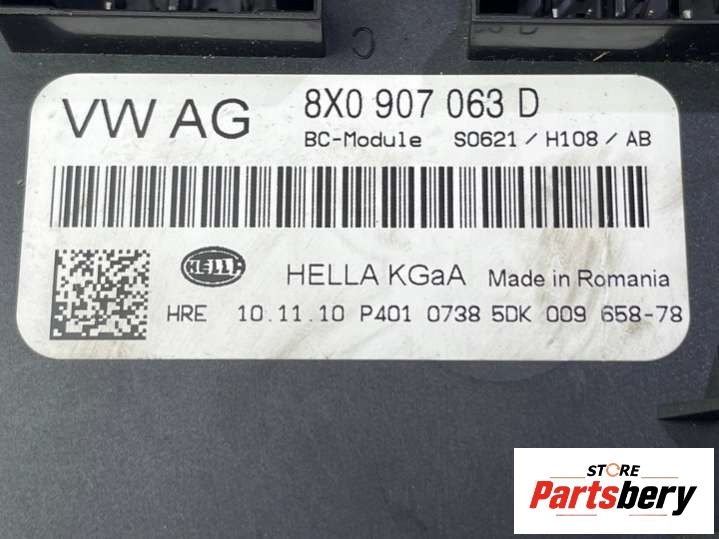 VW AG 8X0 907 063 D
BC-Module S0621 / H108 / AB
HELLA HELLA KGaA Made in Romania
HRE 10.11.10 P401 0738 5DK 009 658-78
STORE
Partsbery